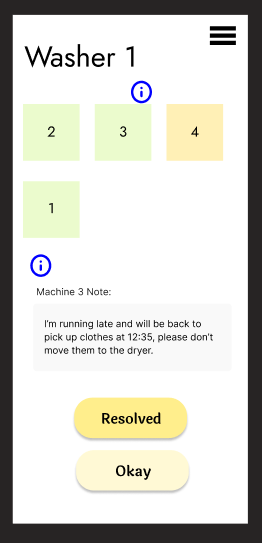 Washer 1
2 3 4
1
Machine 3 Note:
I'm running late and will be back to
pick up clothes at 12:35, please don't
move them to the dryer.
Resolved
Okay